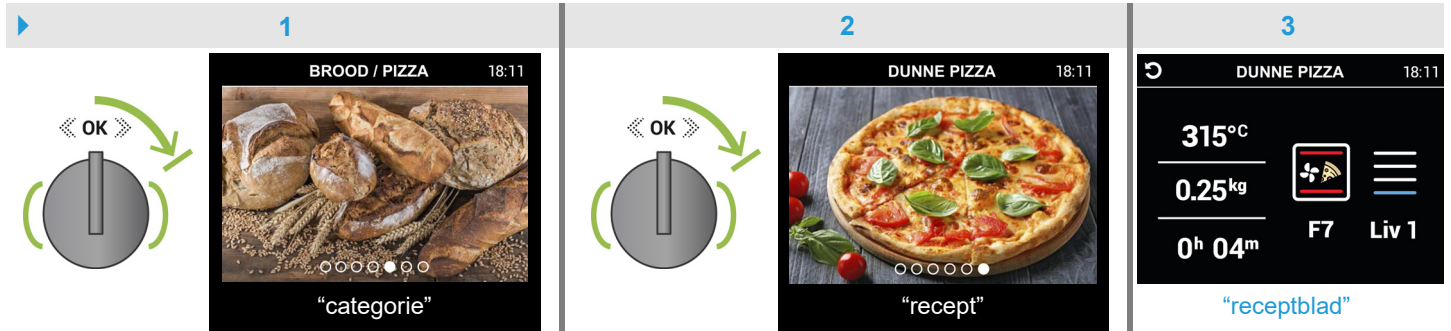 1
2
3
OK
BROOD / PIZZA 18:11
“categorie”
OK
DUNNE PIZZA 18:11
“recept”
DUNNE PIZZA 18:11
315°C
0.25kg
0h 04m
F7 Liv 1
“receptblad”